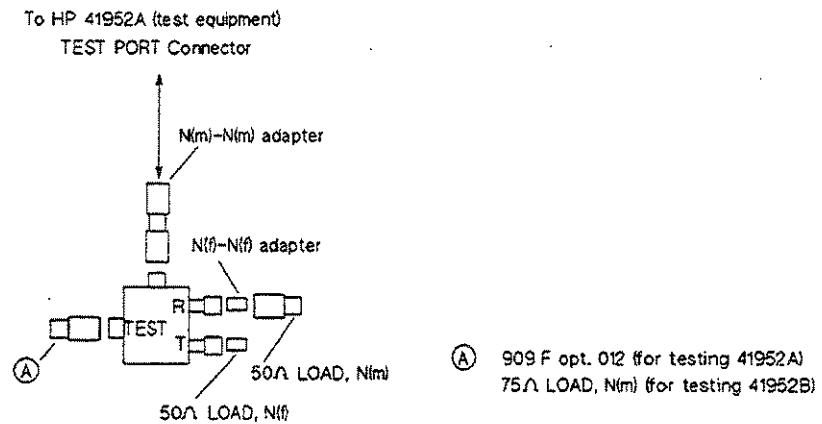 To HP 41952A (test equipment)
TEST PORT Connector
N(m)-N(m) adapter
N(f)-N(f) adapter
R
TEST
T
50Ω LOAD, N(m)
50Ω LOAD, N(f)
A
A 909 F opt. 012 (for testing 41952A)
75Ω LOAD, N(m) (for testing 41952B)